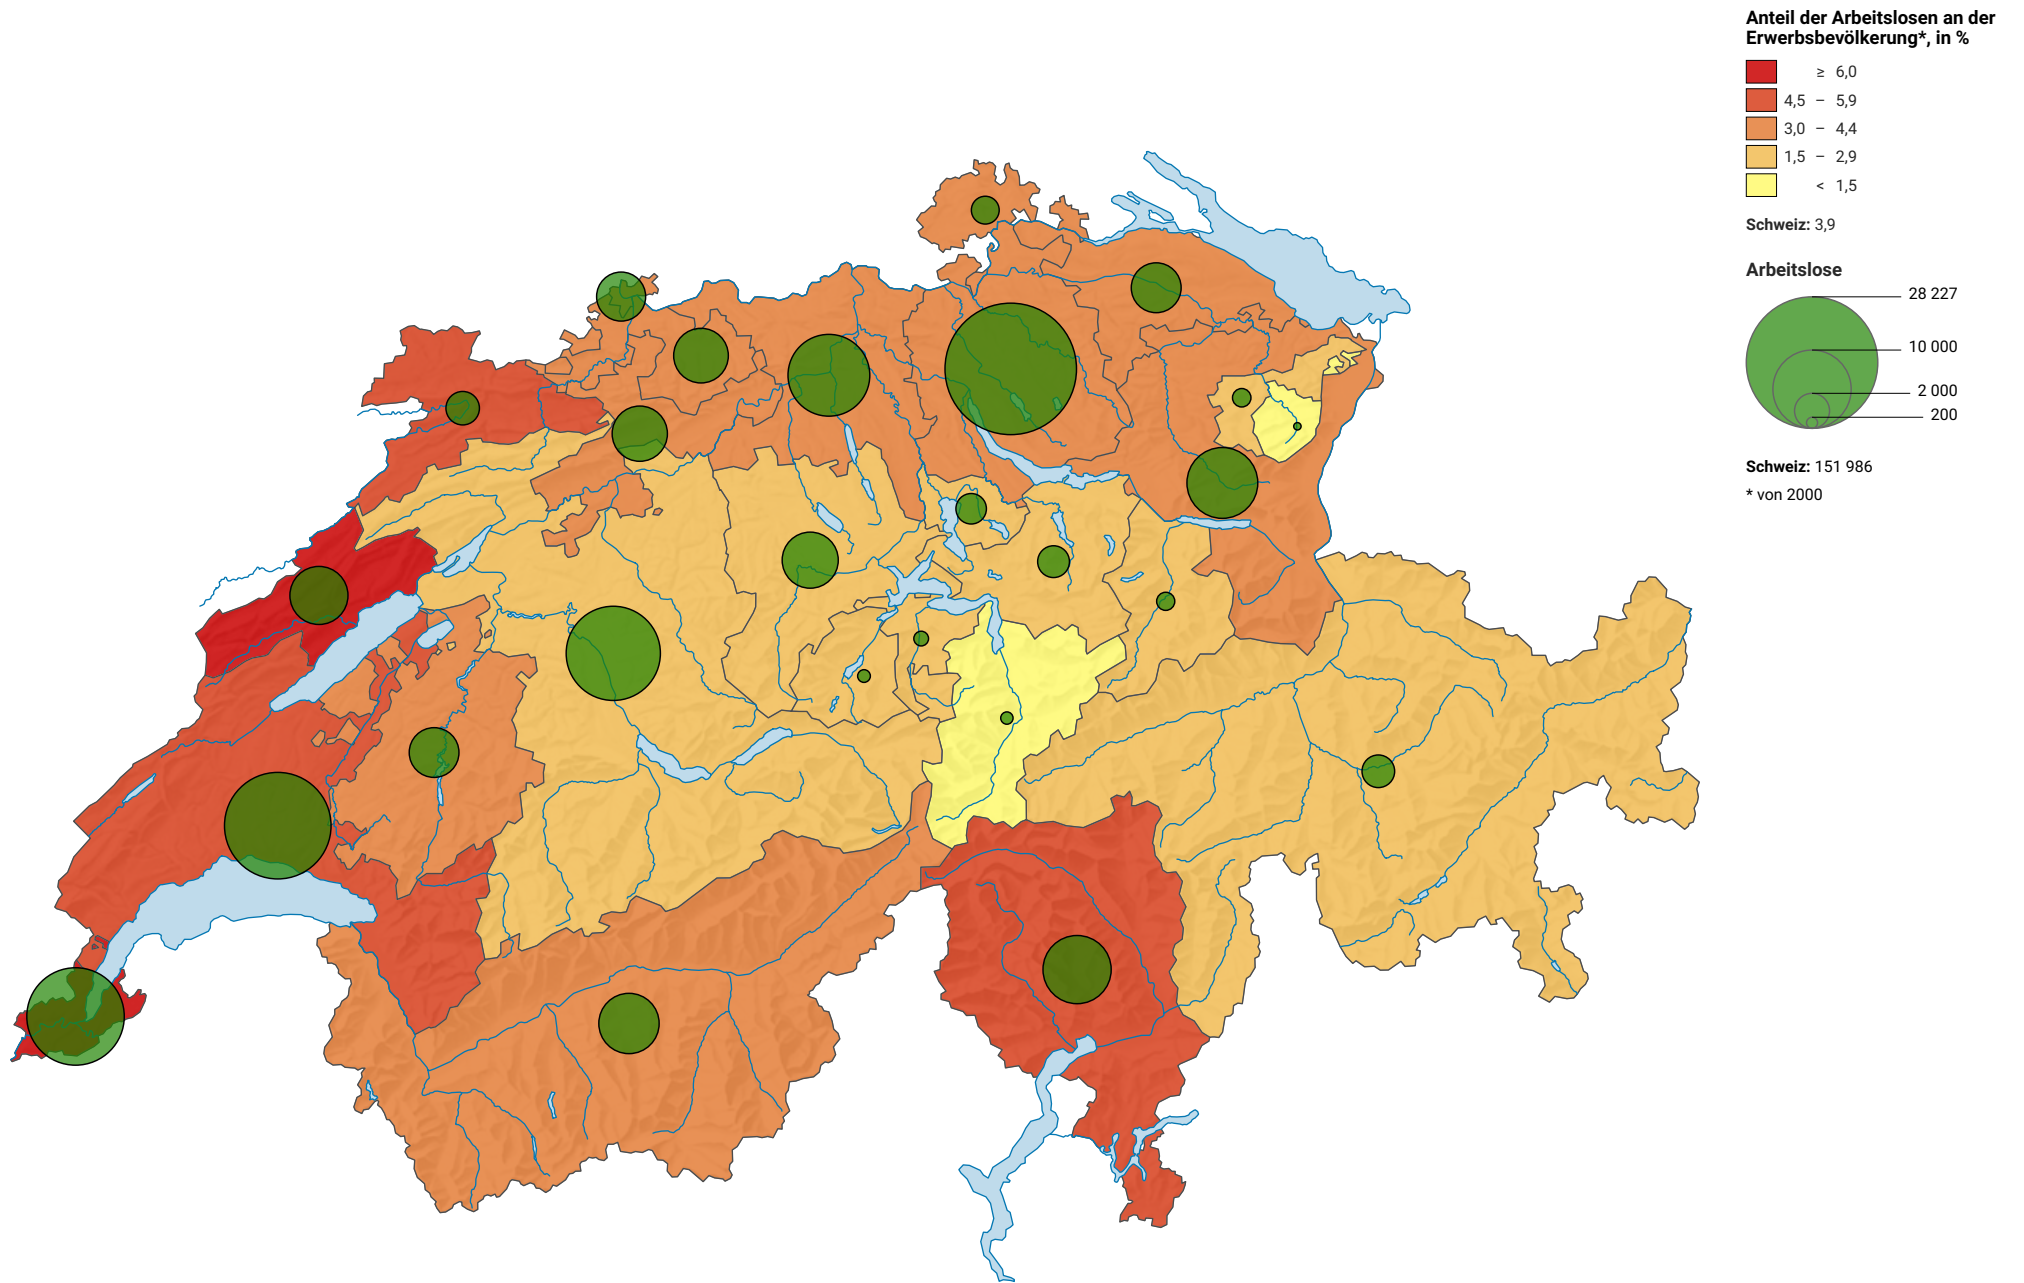 Anteil der Arbeitslosen an der
Erwerbsbevölkerung*, in %
≥ 6,0
4,5 – 5,9
3,0 – 4,4
1,5 – 2,9
< 1,5
Schweiz: 3,9
Arbeitslose
28 227
10 000
2 000
200
Schweiz: 151 986
* von 2000